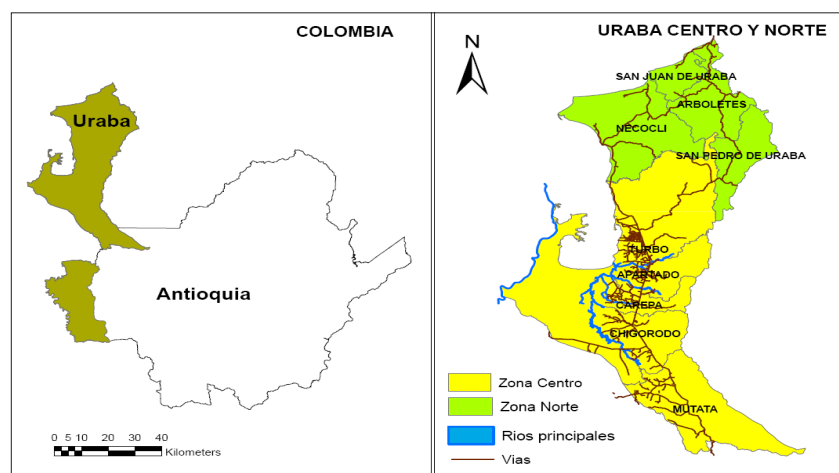 COLOMBIA
Uraba
Antioquia
0 5 10 20 30 40
Kilometers
URABA CENTRO Y NORTE
N
SAN JUAN DE URABA
ARBOLETES
NECOCLI
SAN PEDRO DE URABA
TURBO
APARTADO
CAREPA
CHIGORODO
MUTATA
Zona Centro
Zona Norte
Rios principales
Vias